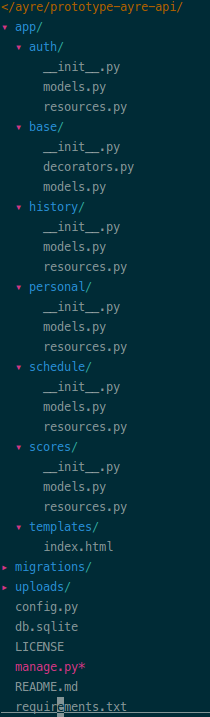 </ayre/prototype-ayre-api/
▾ app/
▾ auth/
__init__.py
models.py
resources.py
▾ base/
__init__.py
decorators.py
models.py
▾ history/
__init__.py
models.py
resources.py
▾ personal/
__init__.py
models.py
resources.py
▾ schedule/
__init__.py
models.py
resources.py
▾ scores/
__init__.py
models.py
resources.py
▾ templates/
index.html
▸ migrations/
▸ uploads/
config.py
db.sqlite
LICENSE
manage.py*
README.md
requirements.txt